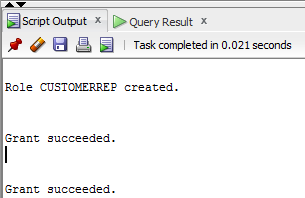 Script Output x Query Result x
Task completed in 0.021 seconds
Role CUSTOMERREP created.
Grant succeeded.
Grant succeeded.